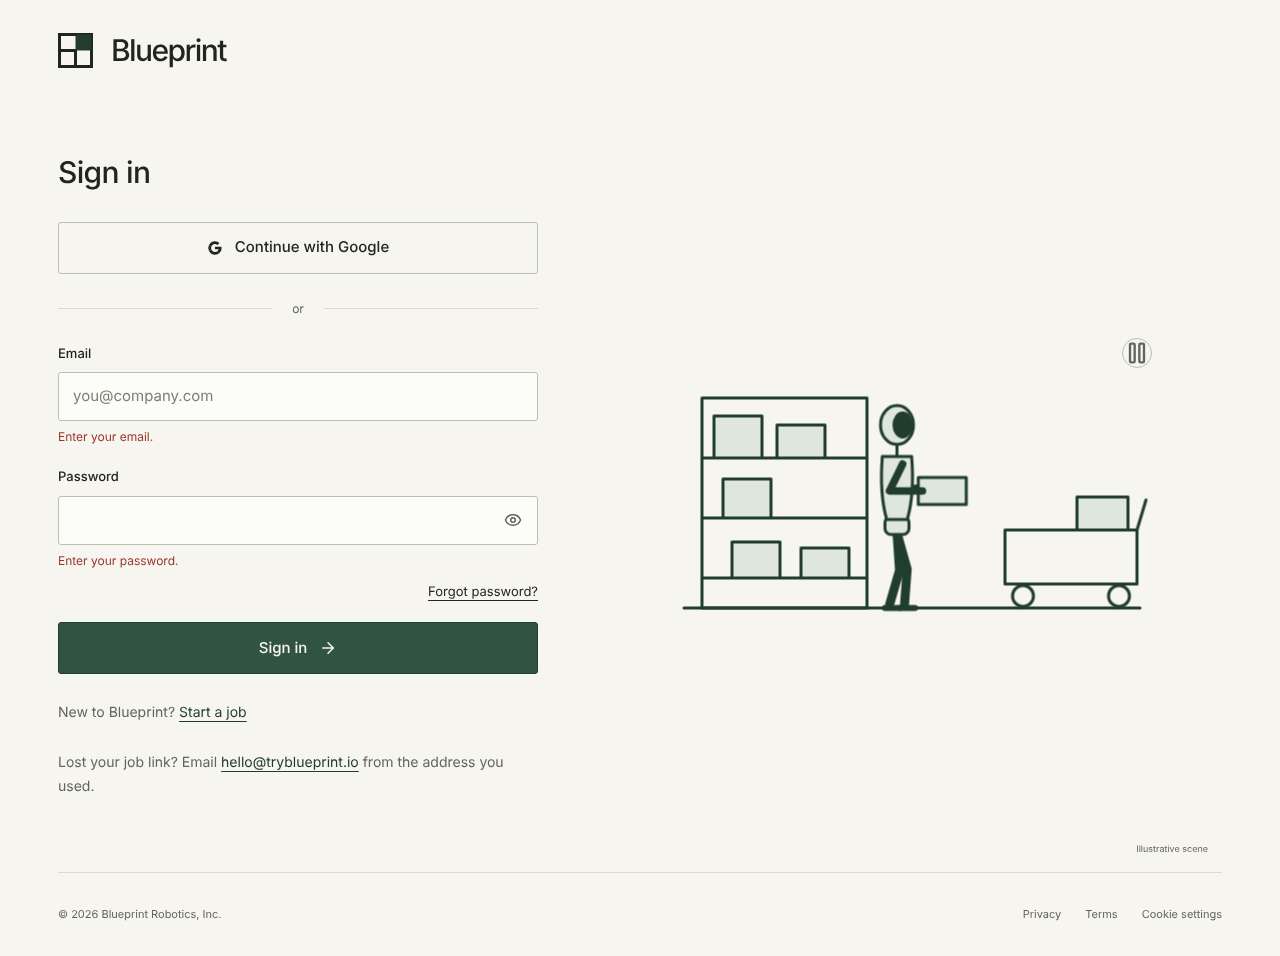 Blueprint
Sign in
Continue with Google
or
Email
you@company.com
Enter your email.
Password
Enter your password.
Forgot password?
Sign in
New to Blueprint? Start a job
Lost your job link? Email hello@tryblueprint.io from the address you
used.
Illustrative scene
© 2026 Blueprint Robotics, Inc.
Privacy Terms Cookie settings